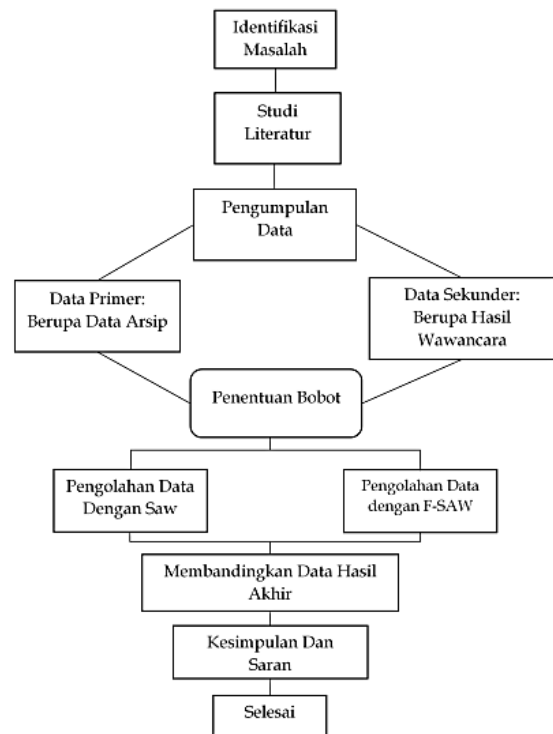 Identifikasi
Masalah
Studi
Literatur
Pengumpulan
Data
Data Primer:
Berupa Data Arsip
Data Sekunder:
Berupa Hasil
Wawancara
Penentuan Bobot
Pengolahan Data
Dengan Saw
Pengolahan Data
dengan F-SAW
Membandingkan Data Hasil
Akhir
Kesimpulan Dan
Saran
Selesai